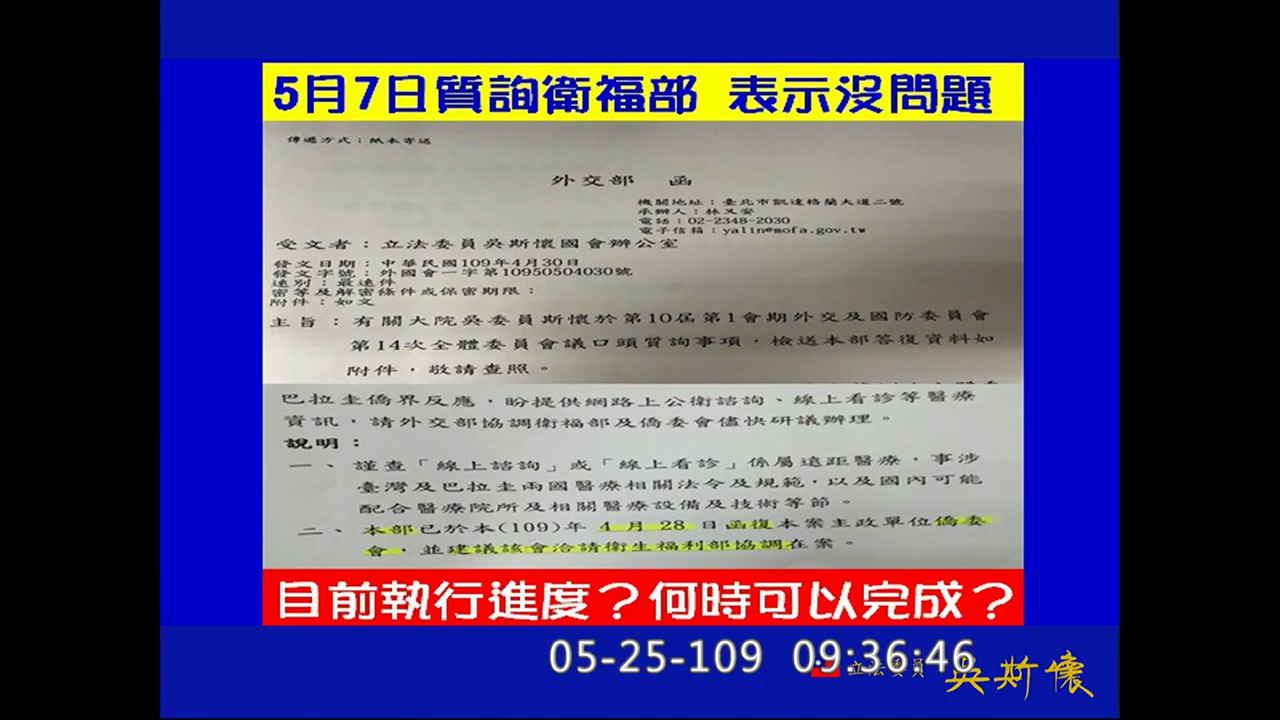 5月7日質詢衛福部 表示沒問題
傳遞方式：紙本寄送
外交部 函
機關地址：臺北市凱達格蘭大道二號
承辦人：林又安
電話：02-2348-2030
電子信箱：yalin@mofa.gov.tw
受文者：立法委員吳斯懷國會辦公室
發文日期：中華民國109年4月30日
發文字號：外國會一字第10950504030號
速別：最速件
密等及解密條件或保密期限：
附件：如文
主旨：有關大院吳委員斯懷於第10屆第1會期外交及國防委員會
第14次全體委員會議口頭質詢事項，檢送本部答復資料如
附件，敬請查照。
巴拉圭僑界反應，盼提供網路上公衛諮詢、線上看診等醫療
資訊，請外交部協調衛福部及僑委會儘快研議辦理。
說明：
一、謹查「線上諮詢」或「線上看診」係屬遠距醫療，事涉
臺灣及巴拉圭兩國醫療相關法令及規範，以及國內可能
配合醫療院所及相關醫療設備及技術等節。
二、本部已於本(109)年4月28日函復本案主政單位僑委
會，並建議該會洽請衛生福利部協調在案。
目前執行進度？何時可以完成？
05-25-109 09:36:46
立法委員 吳斯懷